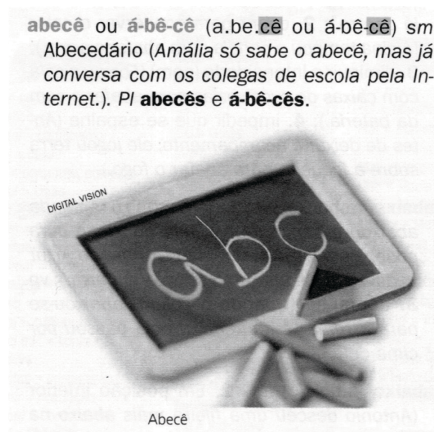 abecê ou á-bê-cê (a.be.cê ou á-bê-cê) sm
Abecedário (Amália só sabe o abecê, mas já
conversa com os colegas de escola pela In-
ternet.). Pl abecês e á-bê-cês.
DIGITAL VISION
abc
Abecê